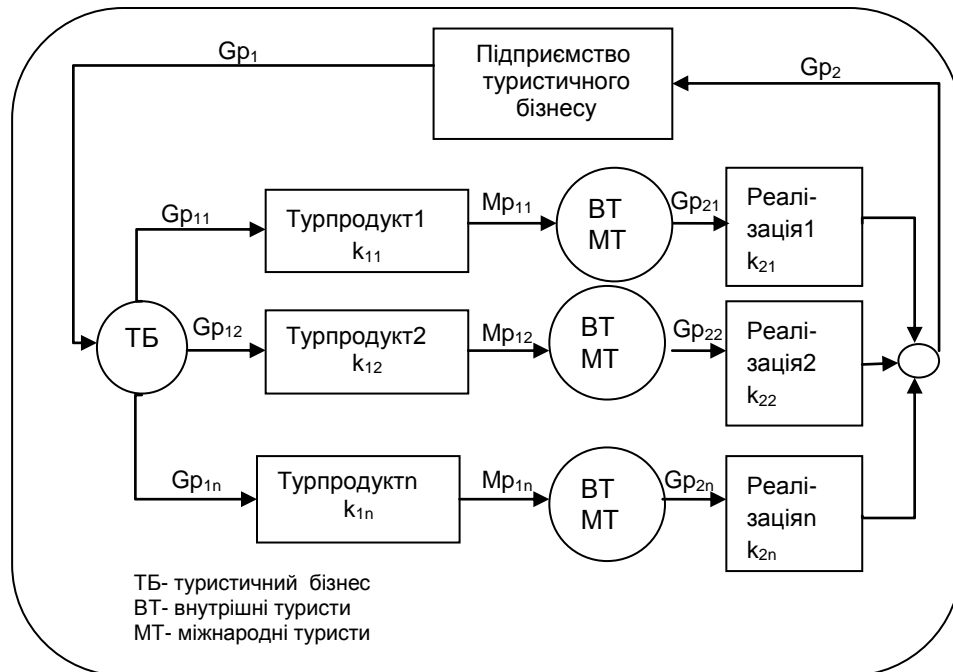 Gp₁
Підприємство
туристичного
бізнесу
Gp₂
Gp₁₁
Турпродукт1
k₁₁
Mp₁₁
ВТ
МТ
Gp₂₁
Реалі-
зація1
k₂₁
ТБ
Gp₁₂
Турпродукт2
k₁₂
Mp₁₂
ВТ
МТ
Gp₂₂
Реалі-
зація2
k₂₂
Gp₁ₙ
Турпродуктn
k₁ₙ
Mp₁ₙ
ВТ
МТ
Gp₂ₙ
Реалі-
заціяn
k₂ₙ
ТБ- туристичний бізнес
ВТ- внутрішні туристи
МТ- міжнародні туристи